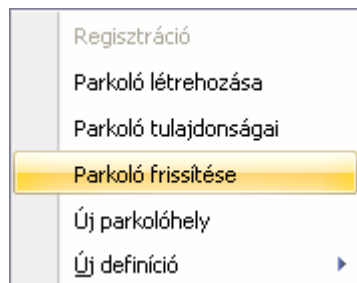 Regisztráció
Parkoló létrehozása
Parkoló tulajdonságai
Parkoló frissítése
Új parkolóhely
Új definíció